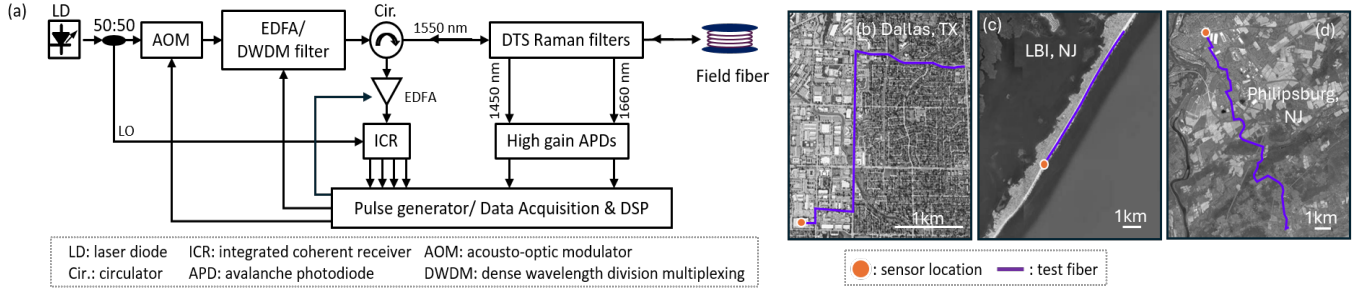 (a)
LD
50:50
AOM
EDFA/
DWDM filter
Cir.
1550 nm
DTS Raman filters
Field fiber
EDFA
1450 nm
1660 nm
LO
ICR
High gain APDs
Pulse generator/ Data Acquisition & DSP
LD: laser diode ICR: integrated coherent receiver AOM: acousto-optic modulator
Cir.: circulator APD: avalanche photodiode DWDM: dense wavelength division multiplexing
(b) Dallas, TX
1km
(c)
LBI, NJ
1km
(d)
Philipsburg,
NJ
1km
: sensor location : test fiber